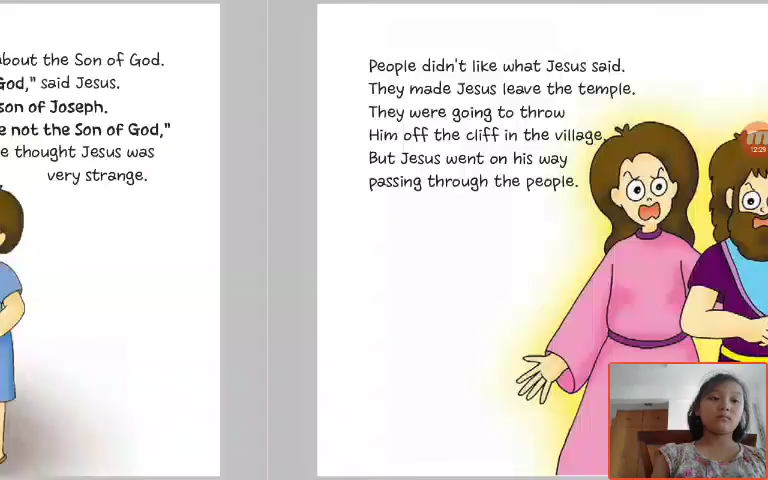 about the Son of God.
God," said Jesus.
son of Joseph.
not the Son of God,"
thought Jesus was
very strange.
People didn't like what Jesus said.
They made Jesus leave the temple.
They were going to throw
Him off the cliff in the village.
But Jesus went on his way
passing through the people.
12:29